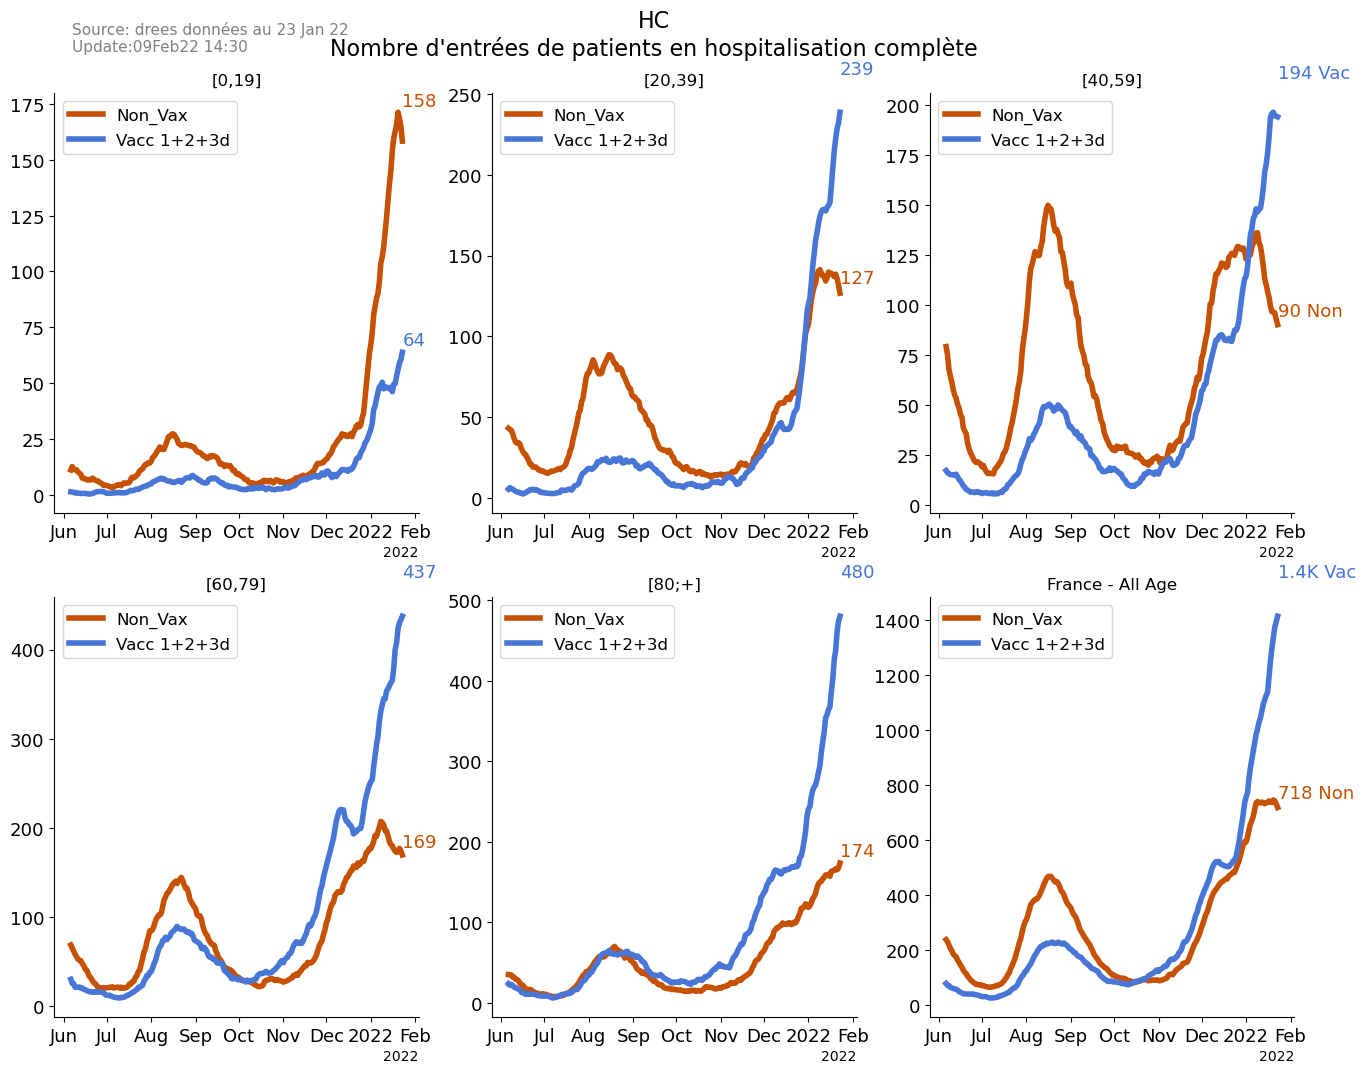 HC
Source: drees données au 23 Jan 22
Update:09Feb22 14:30
Nombre d'entrées de patients en hospitalisation complète
[0,19]
158
64
Non_Vax
Vacc 1+2+3d
175
150
125
100
75
50
25
0
Jun Jul Aug Sep Oct Nov Dec 2022 Feb
2022
[20,39]
239
127
Non_Vax
Vacc 1+2+3d
250
200
150
100
50
0
Jun Jul Aug Sep Oct Nov Dec 2022 Feb
2022
[40,59]
194 Vac
90 Non
Non_Vax
Vacc 1+2+3d
200
175
150
125
100
75
50
25
0
Jun Jul Aug Sep Oct Nov Dec 2022 Feb
2022
[60,79]
437
169
Non_Vax
Vacc 1+2+3d
400
300
200
100
0
Jun Jul Aug Sep Oct Nov Dec 2022 Feb
2022
[80;+]
480
174
Non_Vax
Vacc 1+2+3d
500
400
300
200
100
0
Jun Jul Aug Sep Oct Nov Dec 2022 Feb
2022
France - All Age
1.4K Vac
718 Non
Non_Vax
Vacc 1+2+3d
1400
1200
1000
800
600
400
200
0
Jun Jul Aug Sep Oct Nov Dec 2022 Feb
2022